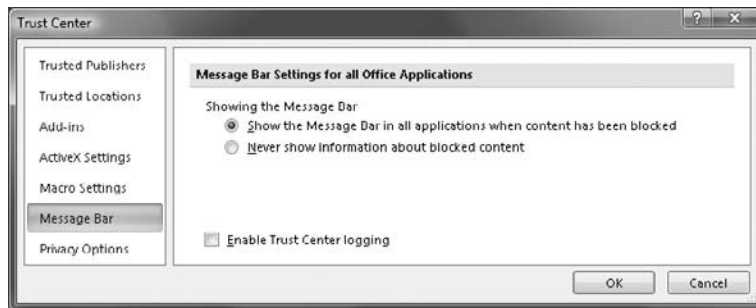 Trust Center
Trusted Publishers
Trusted Locations
Add-ins
ActiveX Settings
Macro Settings
Message Bar
Privacy Options
Message Bar Settings for all Office Applications
Showing the Message Bar
Show the Message Bar in all applications when content has been blocked
Never show information about blocked content
Enable Trust Center logging
OK
Cancel